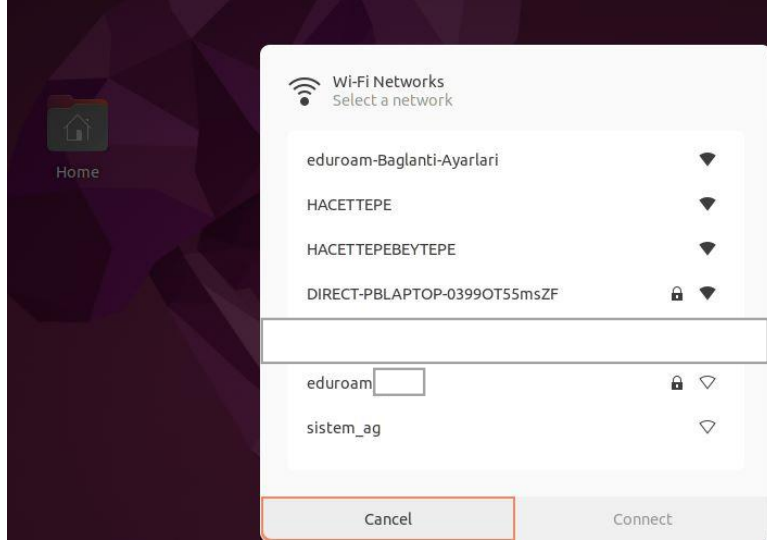 Wi-Fi Networks
Select a network
Home
eduroam-Baglanti-Ayarlari
HACETTEPE
HACETTEPEBEYTEPE
DIRECT-PBLAPTOP-0399OT55msZF
eduroam
sistem_ag
Cancel
Connect